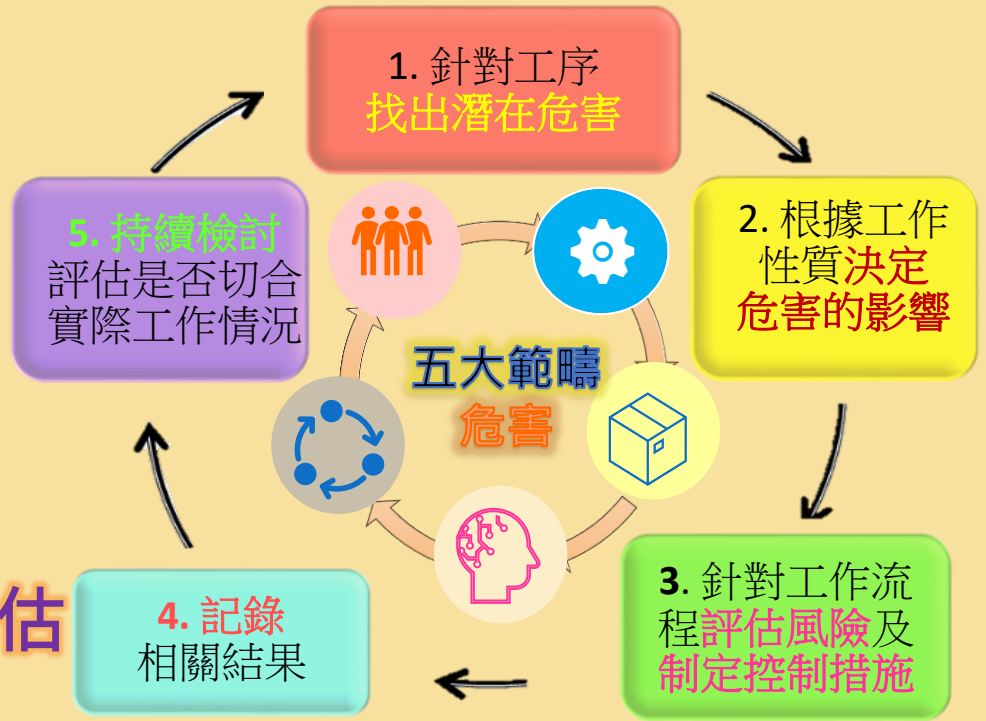 1. 針對工序
找出潛在危害
2. 根據工作
性質決定
危害的影響
3. 針對工作流
程評估風險及
制定控制措施
4. 記錄
相關結果
5. 持續檢討
評估是否切合
實際工作情況
五大範疇
危害
估